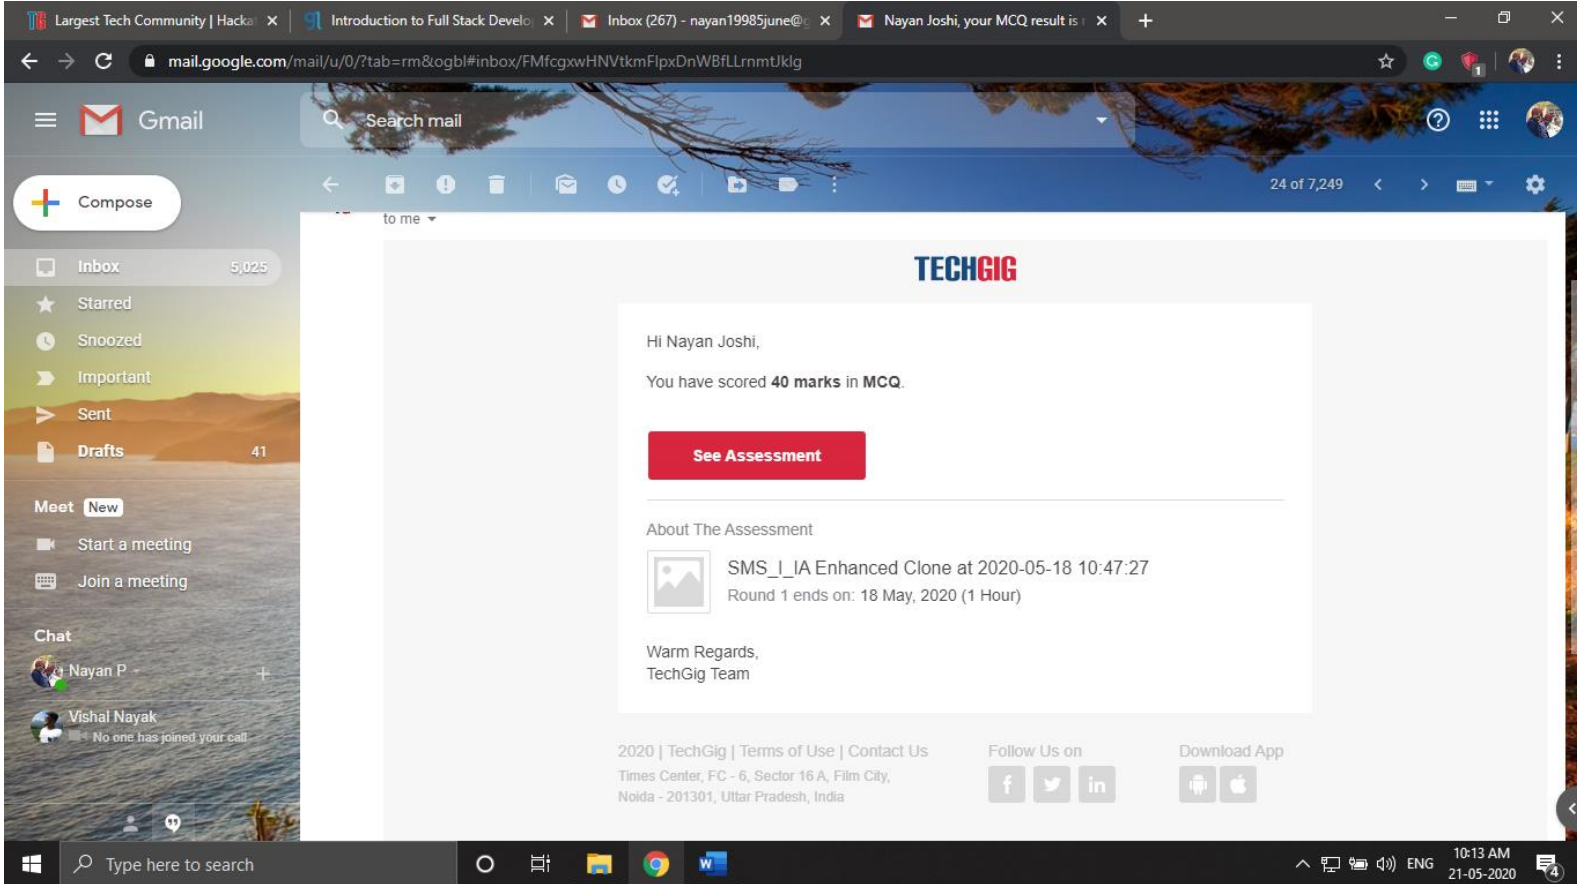 Largest Tech Community | Hacka
Introduction to Full Stack Develo
Inbox (267) - nayan19985june@g
Nayan Joshi, your MCQ result is r
mail.google.com/mail/u/0/?tab=rm&ogbl#inbox/FMfcgxwHNVtkmFlpxDnWBfLLrnmtJklg
1
Gmail
Search mail
Compose
24 of 7,249
to me
Inbox 5,025
Starred
Snoozed
Important
Sent
Drafts 41
Meet New
Start a meeting
Join a meeting
Chat
Nayan P
Vishal Nayak
No one has joined your call
TECHGIG
Hi Nayan Joshi,
You have scored 40 marks in MCQ.
See Assessment
About The Assessment
SMS_I_IA Enhanced Clone at 2020-05-18 10:47:27
Round 1 ends on: 18 May, 2020 (1 Hour)
Warm Regards,
TechGig Team
2020 | TechGig | Terms of Use | Contact Us
Times Center, FC - 6, Sector 16 A, Film City,
Noida - 201301, Uttar Pradesh, India
Follow Us on
Download App
Type here to search
ENG
10:13 AM
21-05-2020
4